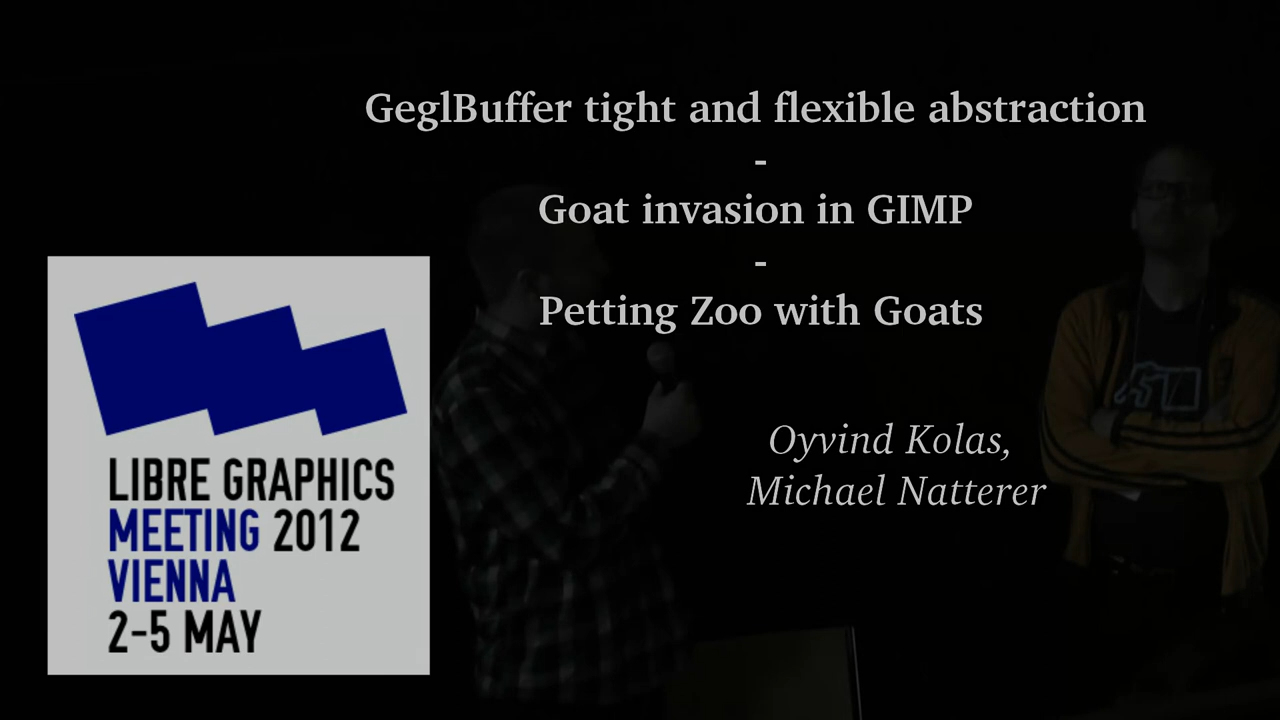 GeglBuffer tight and flexible abstraction
-
Goat invasion in GIMP
-
Petting Zoo with Goats
Oyvind Kolas,
Michael Natterer
LIBRE GRAPHICS
MEETING 2012
VIENNA
2-5 MAY